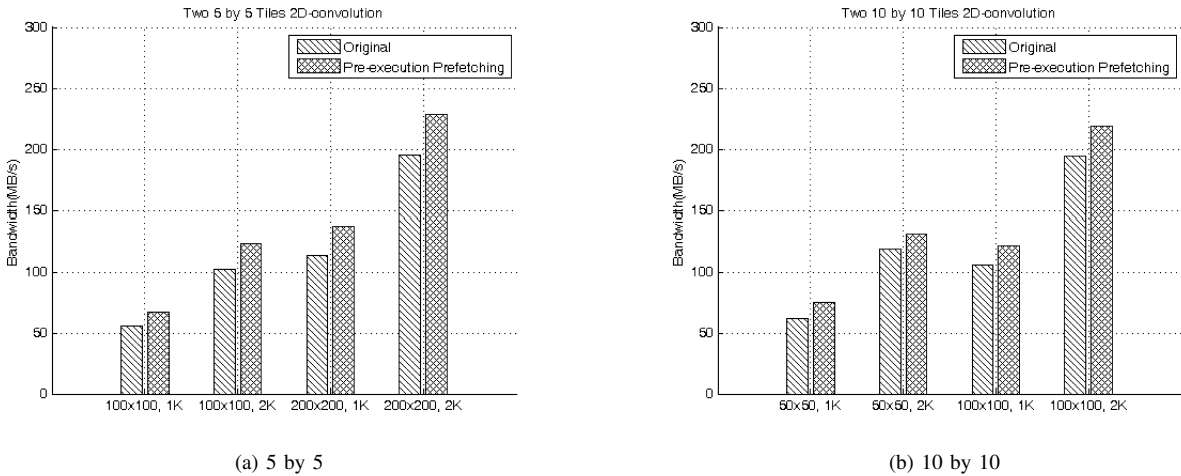 Two 5 by 5 Tiles 2D-convolution
300
250
200
150
100
50
0
Bandwidth(MB/s)
Original
Pre-execution Prefetching
100x100, 1K
100x100, 2K
200x200, 1K
200x200, 2K
(a) 5 by 5
Two 10 by 10 Tiles 2D-convolution
300
250
200
150
100
50
0
Bandwidth(MB/s)
Original
Pre-execution Prefetching
50x50, 1K
50x50, 2K
100x100, 1K
100x100, 2K
(b) 10 by 10